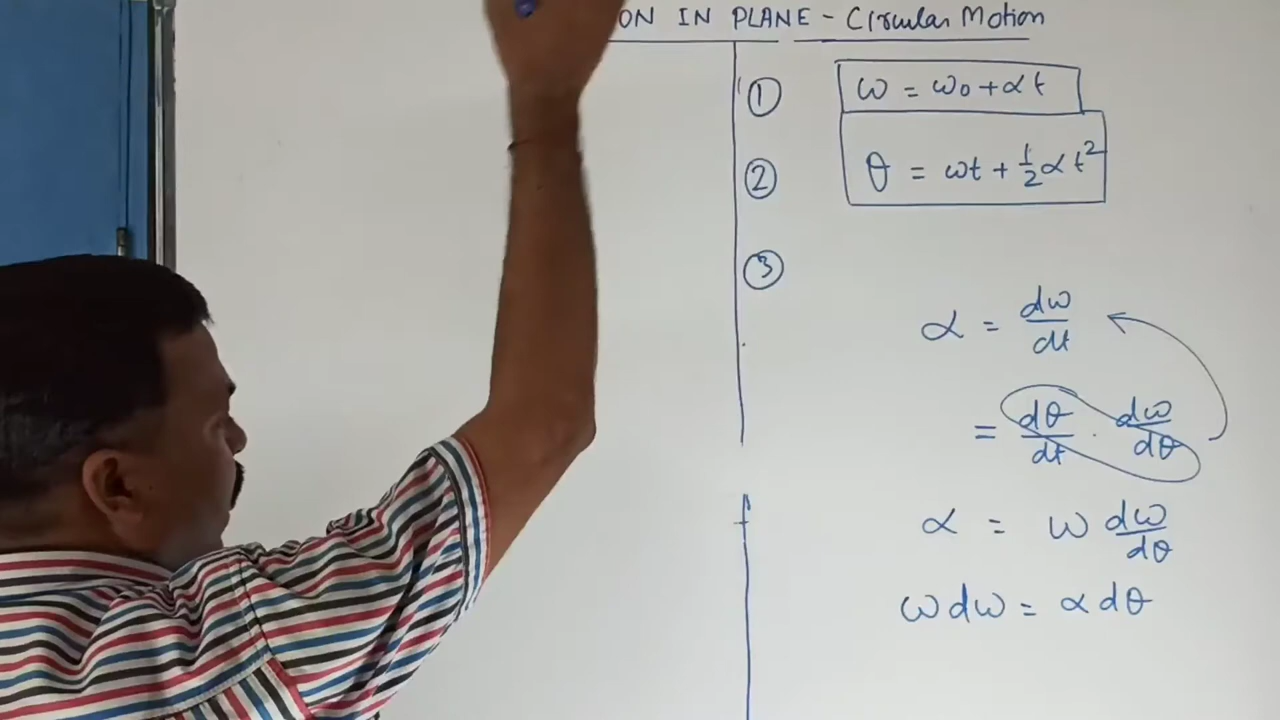 ON IN PLANE - Circular Motion
① ω = ω₀ + αt
② θ = ωt + ½αt²
③
α = dω/dt
= dθ/dt · dω/dθ
α = ω dω/dθ
ω dω = α dθ